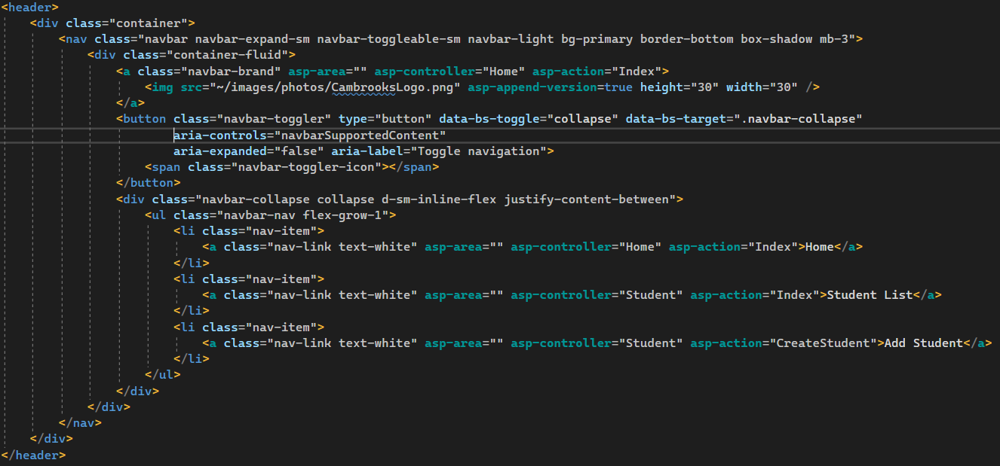 <header>
    <div class="container">
        <nav class="navbar navbar-expand-sm navbar-toggleable-sm navbar-light bg-primary border-bottom box-shadow mb-3">
            <div class="container-fluid">
                <a class="navbar-brand" asp-area="" asp-controller="Home" asp-action="Index">
                    <img src="~/images/photos/CambrooksLogo.png" asp-append-version=true height="30" width="30" />
                </a>
                <button class="navbar-toggler" type="button" data-bs-toggle="collapse" data-bs-target=".navbar-collapse"
                        aria-controls="navbarSupportedContent"
                        aria-expanded="false" aria-label="Toggle navigation">
                    <span class="navbar-toggler-icon"></span>
                </button>
                <div class="navbar-collapse collapse d-sm-inline-flex justify-content-between">
                    <ul class="navbar-nav flex-grow-1">
                        <li class="nav-item">
                            <a class="nav-link text-white" asp-area="" asp-controller="Home" asp-action="Index">Home</a>
                        </li>
                        <li class="nav-item">
                            <a class="nav-link text-white" asp-area="" asp-controller="Student" asp-action="Index">Student List</a>
                        </li>
                        <li class="nav-item">
                            <a class="nav-link text-white" asp-area="" asp-controller="Student" asp-action="CreateStudent">Add Student</a>
                        </li>
                    </ul>
                </div>
            </div>
        </nav>
    </div>
</header>